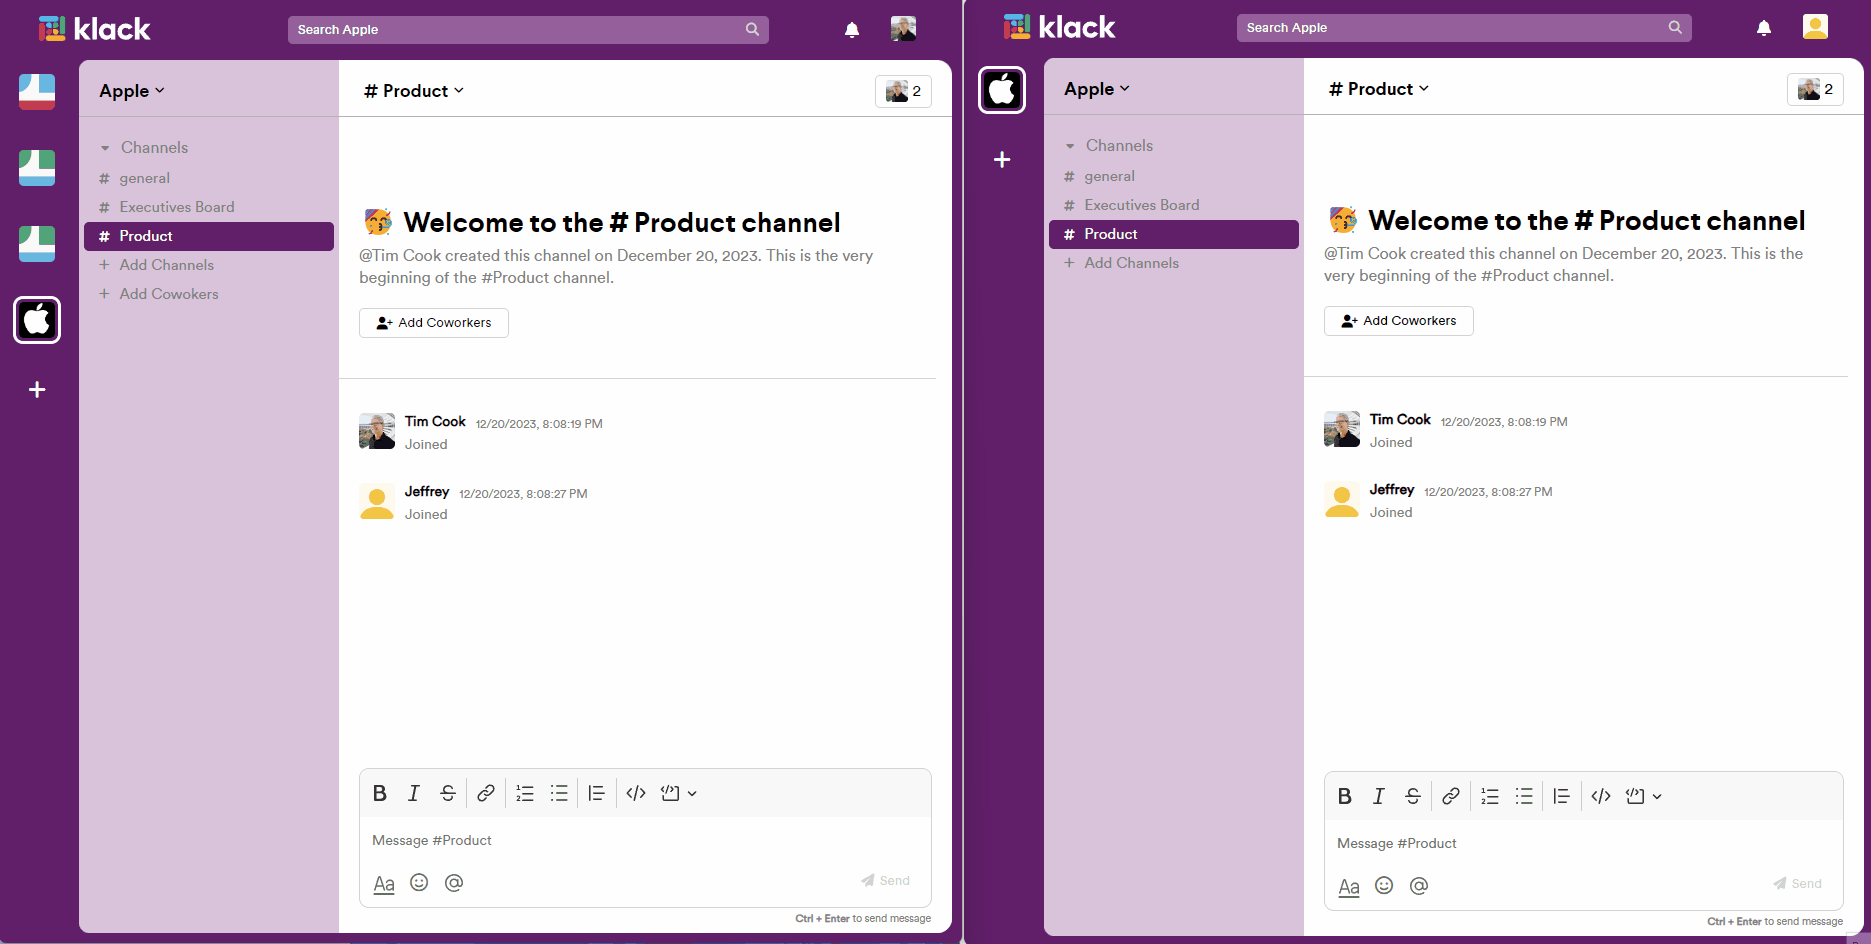 klack
Search Apple
Apple
# Product
2
Channels
# general
# Executives Board
# Product
+ Add Channels
+ Add Cowokers
Welcome to the # Product channel
@Tim Cook created this channel on December 20, 2023. This is the very
beginning of the #Product channel.
Add Coworkers
Tim Cook 12/20/2023, 8:08:19 PM
Joined
Jeffrey 12/20/2023, 8:08:27 PM
Joined
B I S
Message #Product
Aa @
Send
Ctrl + Enter to send message
klack
Search Apple
Apple
# Product
2
Channels
# general
# Executives Board
# Product
+ Add Channels
Welcome to the # Product channel
@Tim Cook created this channel on December 20, 2023. This is the
very beginning of the #Product channel.
Add Coworkers
Tim Cook 12/20/2023, 8:08:19 PM
Joined
Jeffrey 12/20/2023, 8:08:27 PM
Joined
B I S
Message #Product
Aa @
Send
Ctrl + Enter to send message